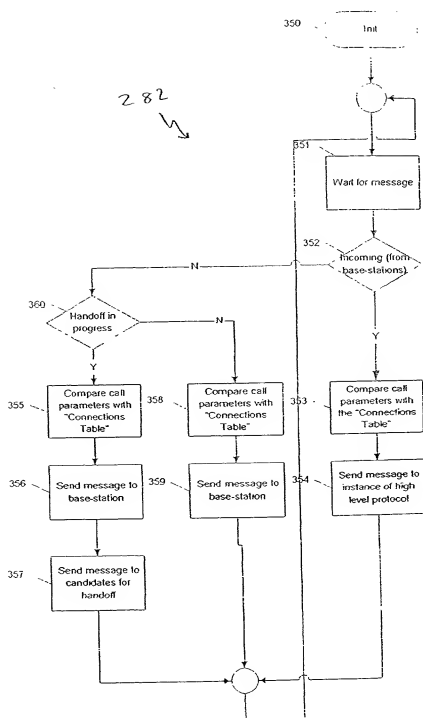 350
Init
282
351
Wait for message
352
Incoming (from
base-stations)
N
360
Handoff in
progress
N
Y
Y
355
Compare call
parameters with
"Connections
Table"
358
Compare call
parameters with
"Connections
Table"
353
Compare call
parameters with
the "Connections
Table"
356
Send message to
base-station
359
Send message to
base-station
354
Send message to
instance of high
level protocol
357
Send message to
candidates for
handoff